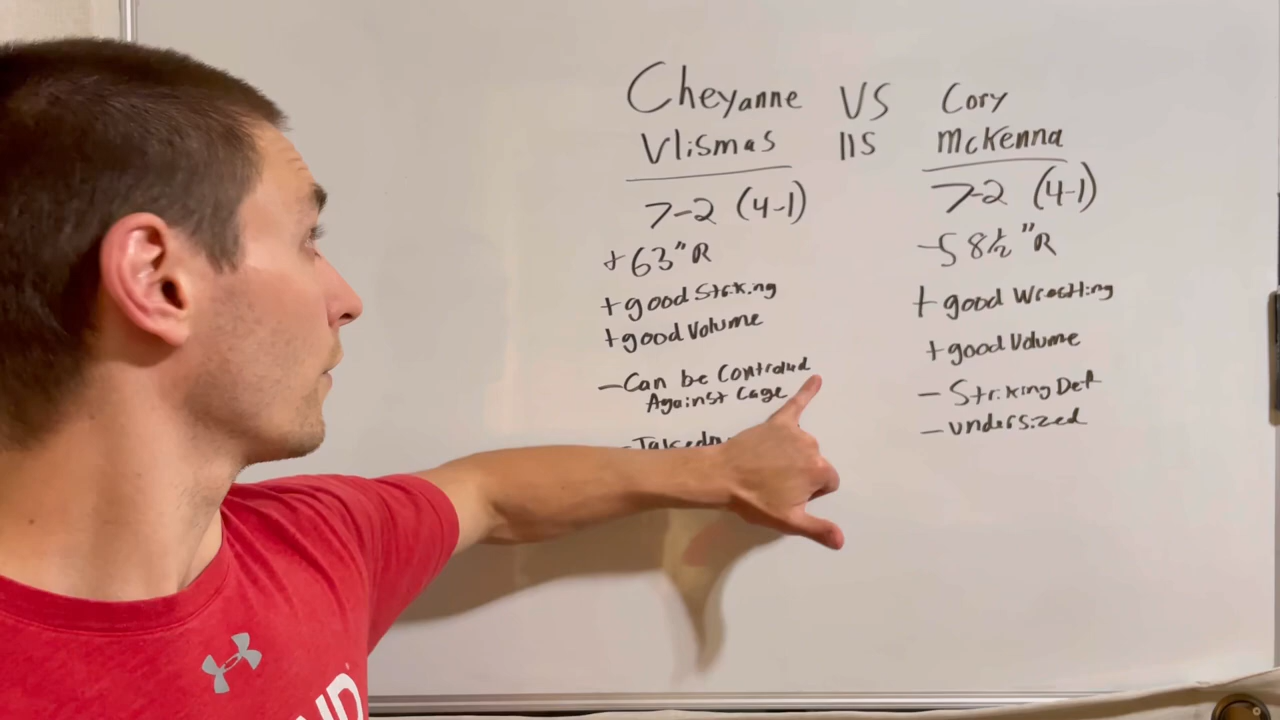 Cheyanne VS Cory
Vlismas 115 McKenna
7-2 (4-1) 7-2 (4-1)
+63"R -58½"R
+good Striking +good Wrestling
+good Volume +good Volume
-Can be Controlled -Striking Def
Against Cage -undersized